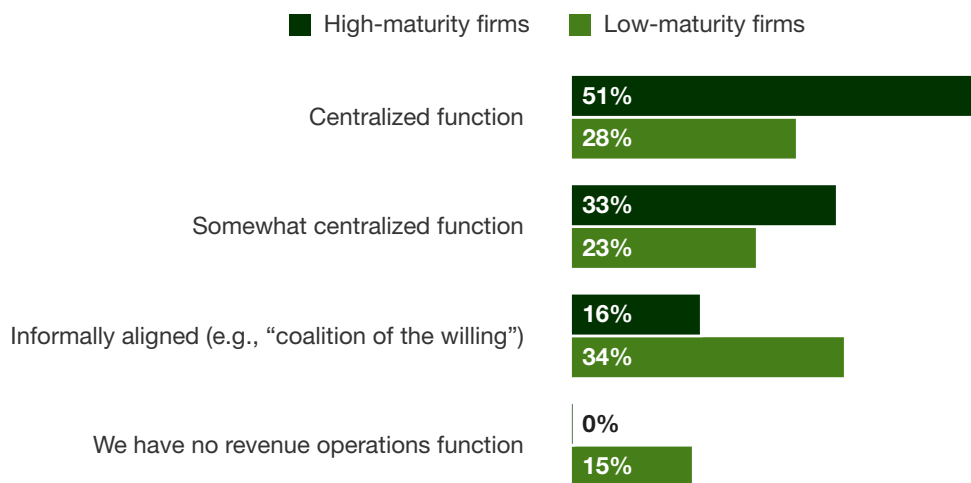 High-maturity firms Low-maturity firms
Centralized function
51%
28%
Somewhat centralized function
33%
23%
Informally aligned (e.g., “coalition of the willing”)
16%
34%
We have no revenue operations function
0%
15%